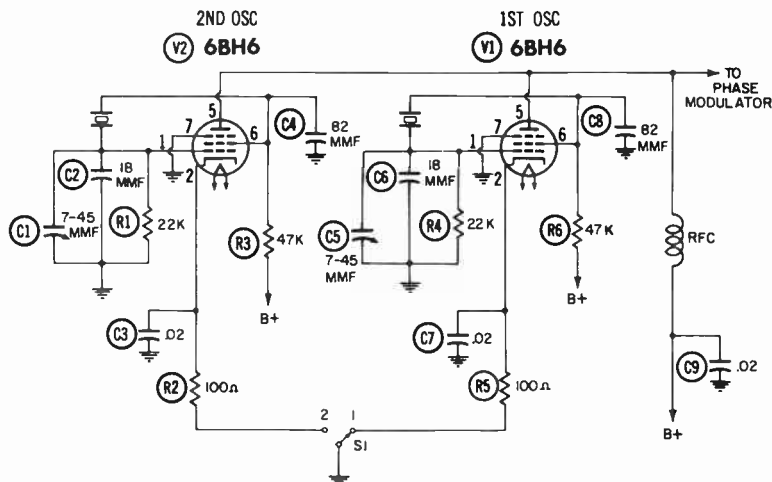 2ND OSC
V2 6BH6
1ST OSC
V1 6BH6
TO
PHASE
MODULATOR
5
7
6
1
2
C4
82
MMF
C2
18
MMF
C1
7-45
MMF
R1
22K
R3
47K
B+
C3
.02
R2
100Ω
5
7
6
1
2
C8
82
MMF
C6
18
MMF
C5
7-45
MMF
R4
22K
R6
47K
B+
C7
.02
R5
100Ω
RFC
C9
.02
B+
2
1
S1